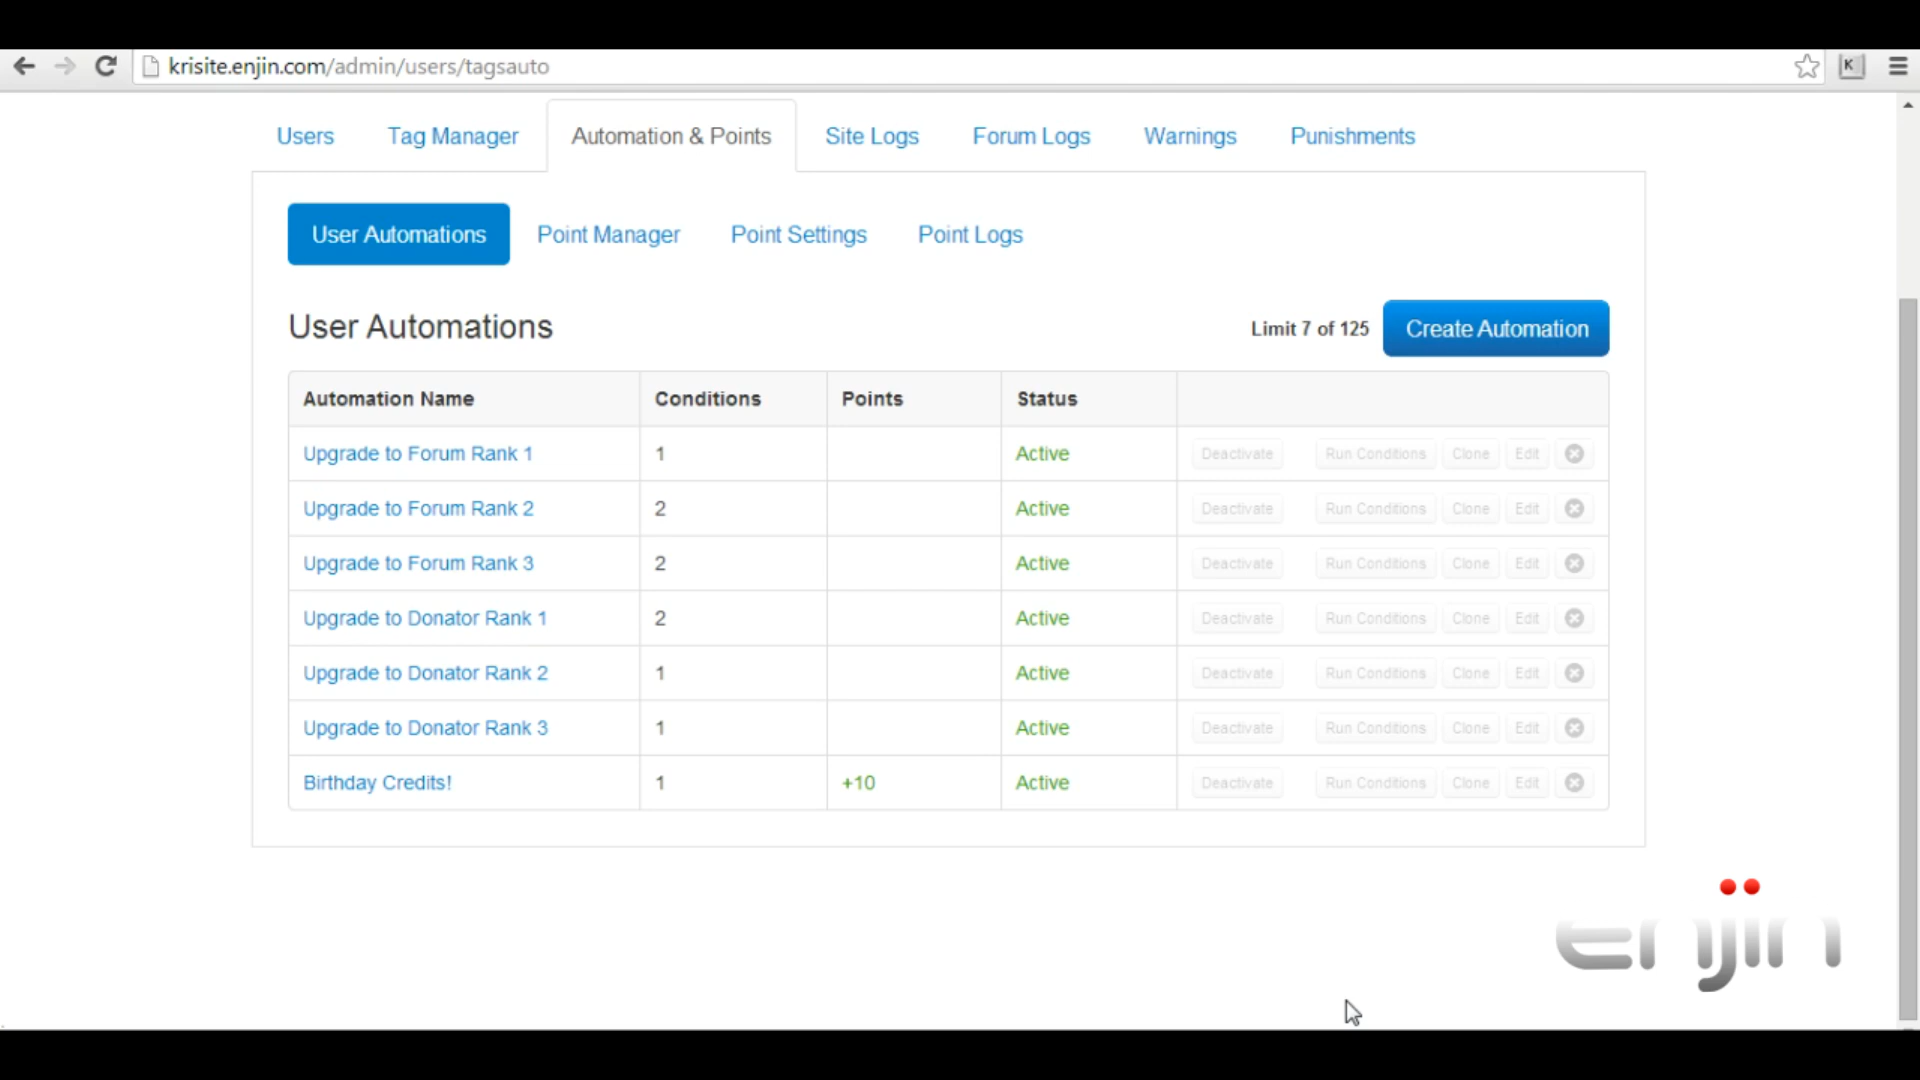 krisite.enjin.com/admin/users/tagsauto
K
Users Tag Manager Automation & Points Site Logs Forum Logs Warnings Punishments
User Automations Point Manager Point Settings Point Logs
User Automations Limit 7 of 125 Create Automation
Automation Name Conditions Points Status
Upgrade to Forum Rank 1 1 Active Deactivate Run Conditions Clone Edit
Upgrade to Forum Rank 2 2 Active Deactivate Run Conditions Clone Edit
Upgrade to Forum Rank 3 2 Active Deactivate Run Conditions Clone Edit
Upgrade to Donator Rank 1 2 Active Deactivate Run Conditions Clone Edit
Upgrade to Donator Rank 2 1 Active Deactivate Run Conditions Clone Edit
Upgrade to Donator Rank 3 1 Active Deactivate Run Conditions Clone Edit
Birthday Credits! 1 +10 Active Deactivate Run Conditions Clone Edit
enjin